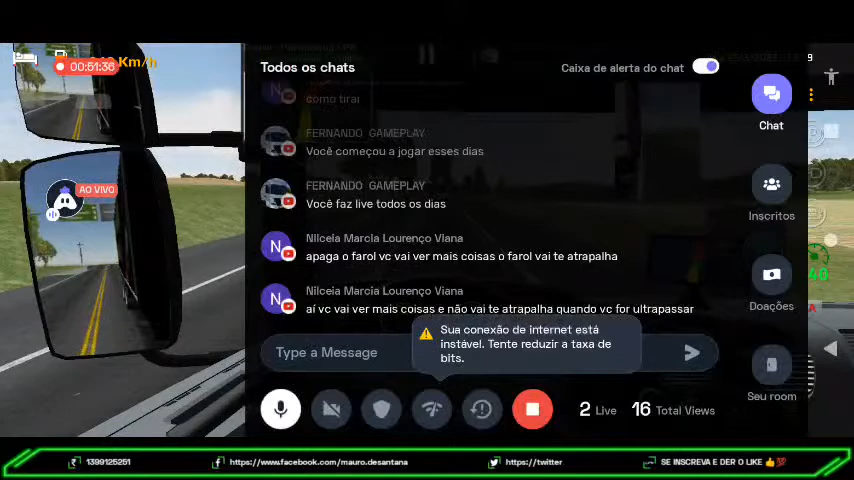 00:51:36
Km/h
AO VIVO
Todos os chats
Caixa de alerta do chat
como tirar
FERNANDO GAMEPLAY
Você começou a jogar esses dias
FERNANDO GAMEPLAY
Você faz live todos os dias
N
Nilceia Marcia Lourenço Viana
apaga o farol vc vai ver mais coisas o farol vai te atrapalha
N
Nilceia Marcia Lourenço Viana
aí vc vai ver mais coisas e não vai te atrapalha quando vc for ultrapassar
Sua conexão de internet está
instável. Tente reduzir a taxa de
bits.
Type a Message
2 Live 16 Total Views
Chat
Inscritos
Doações
Seu room
40
1399125251
https://www.facebook.com/mauro.desantana
https://twitter
SE INSCREVA E DER O LIKE 👍💯